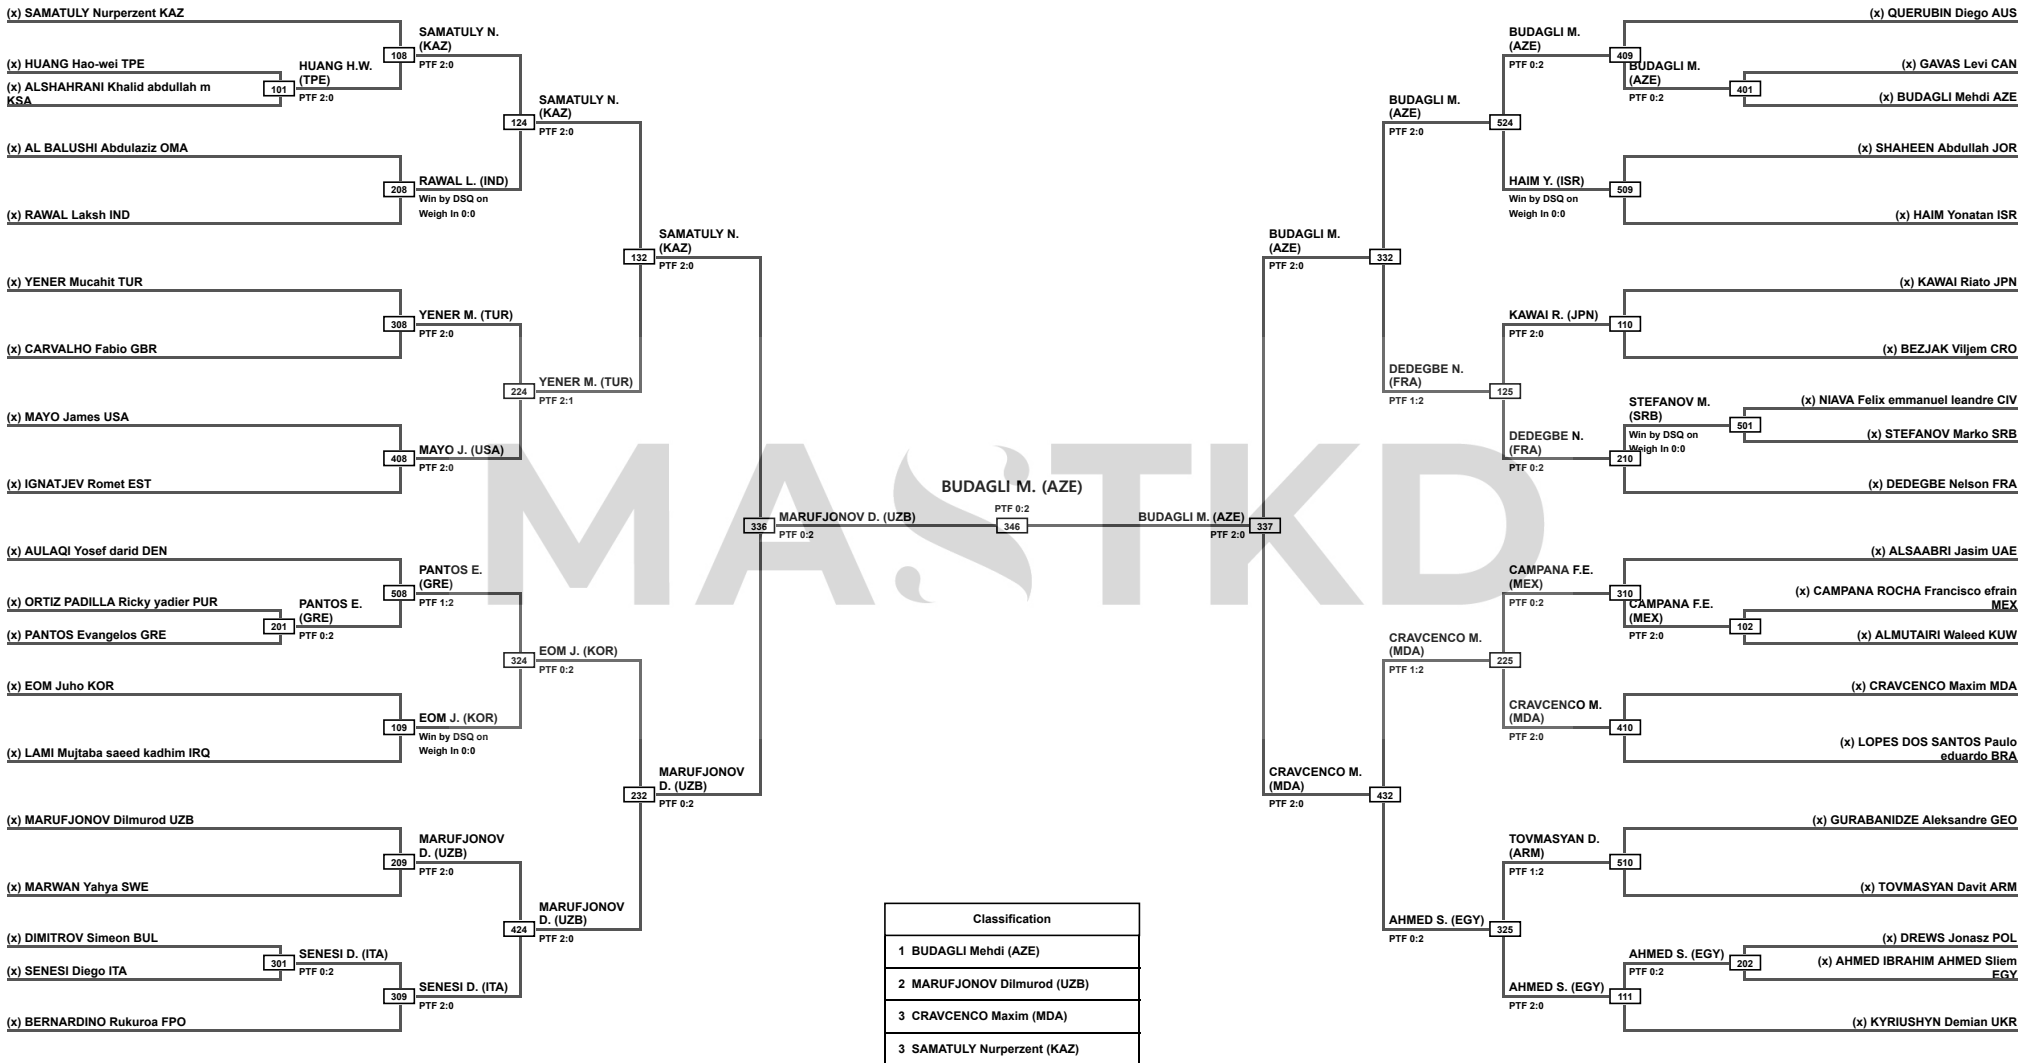 (x) SAMATULY Nurperzent KAZ
(x) HUANG Hao-wei TPE
(x) ALSHAHRANI Khalid abdullah m
KSA
(x) AL BALUSHI Abdulaziz OMA
(x) RAWAL Laksh IND
(x) YENER Mucahit TUR
(x) CARVALHO Fabio GBR
(x) MAYO James USA
(x) IGNATJEV Romet EST
(x) AULAQI Yosef darid DEN
(x) ORTIZ PADILLA Ricky yadier PUR
(x) PANTOS Evangelos GRE
(x) EOM Juho KOR
(x) LAMI Mujtaba saeed kadhim IRQ
(x) MARUFJONOV Dilmurod UZB
(x) MARWAN Yahya SWE
(x) DIMITROV Simeon BUL
(x) SENESI Diego ITA
(x) BERNARDINO Rukuroa FPO
101
HUANG H.W.
(TPE)
PTF 2:0
201
PANTOS E.
(GRE)
PTF 0:2
301
SENESI D. (ITA)
PTF 0:2
108
SAMATULY N.
(KAZ)
PTF 2:0
208
RAWAL L. (IND)
Win by DSQ on
Weigh In 0:0
308
YENER M. (TUR)
PTF 2:0
408
MAYO J. (USA)
PTF 2:0
508
PANTOS E.
(GRE)
PTF 1:2
109
EOM J. (KOR)
Win by DSQ on
Weigh In 0:0
209
MARUFJONOV
D. (UZB)
PTF 2:0
309
SENESI D. (ITA)
PTF 2:0
124
SAMATULY N.
(KAZ)
PTF 2:0
224
YENER M. (TUR)
PTF 2:1
324
EOM J. (KOR)
PTF 0:2
424
MARUFJONOV
D. (UZB)
PTF 2:0
132
SAMATULY N.
(KAZ)
PTF 2:0
232
MARUFJONOV
D. (UZB)
PTF 0:2
336
MARUFJONOV D. (UZB)
PTF 0:2
MASTKD
BUDAGLI M. (AZE)
PTF 0:2
346
BUDAGLI M. (AZE)
PTF 2:0
337
BUDAGLI M.
(AZE)
PTF 2:0
332
CRAVCENCO M.
(MDA)
PTF 2:0
432
BUDAGLI M.
(AZE)
PTF 2:0
524
DEDEGBE N.
(FRA)
PTF 1:2
125
CRAVCENCO M.
(MDA)
PTF 1:2
225
AHMED S. (EGY)
PTF 0:2
325
BUDAGLI M.
(AZE)
PTF 0:2
409
HAIM Y. (ISR)
Win by DSQ on
Weigh In 0:0
509
KAWAI R. (JPN)
PTF 2:0
110
DEDEGBE N.
(FRA)
PTF 0:2
210
CAMPANA F.E.
(MEX)
PTF 0:2
310
CRAVCENCO M.
(MDA)
PTF 2:0
410
TOVMASYAN D.
(ARM)
PTF 1:2
510
AHMED S. (EGY)
PTF 2:0
111
BUDAGLI M.
(AZE)
PTF 0:2
401
STEFANOV M.
(SRB)
Win by DSQ on
Weigh In 0:0
501
CAMPANA F.E.
(MEX)
PTF 2:0
102
AHMED S. (EGY)
PTF 0:2
202
(x) QUERUBIN Diego AUS
(x) GAVAS Levi CAN
(x) BUDAGLI Mehdi AZE
(x) SHAHEEN Abdullah JOR
(x) HAIM Yonatan ISR
(x) KAWAI Riato JPN
(x) BEZJAK Viljem CRO
(x) NIAVA Felix emmanuel leandre CIV
(x) STEFANOV Marko SRB
(x) DEDEGBE Nelson FRA
(x) ALSAABRI Jasim UAE
(x) CAMPANA ROCHA Francisco efrain
MEX
(x) ALMUTAIRI Waleed KUW
(x) CRAVCENCO Maxim MDA
(x) LOPES DOS SANTOS Paulo
eduardo BRA
(x) GURABANIDZE Aleksandre GEO
(x) TOVMASYAN Davit ARM
(x) DREWS Jonasz POL
(x) AHMED IBRAHIM AHMED Sliem
EGY
(x) KYRIUSHYN Demian UKR
Classification
1 BUDAGLI Mehdi (AZE)
2 MARUFJONOV Dilmurod (UZB)
3 CRAVCENCO Maxim (MDA)
3 SAMATULY Nurperzent (KAZ)